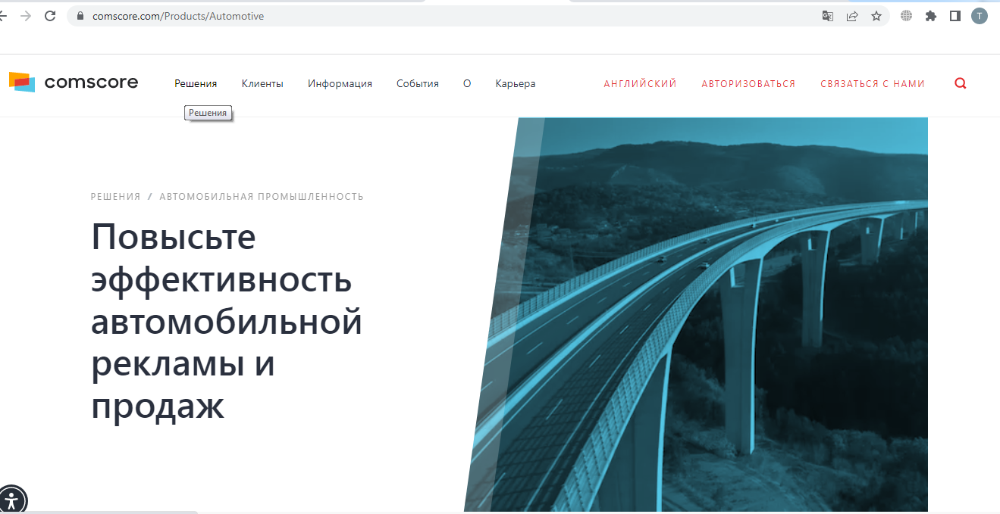 comscore.com/Products/Automotive
T
comscore
Решения
Клиенты
Информация
События
О
Карьера
АНГЛИЙСКИЙ
АВТОРИЗОВАТЬСЯ
СВЯЗАТЬСЯ С НАМИ
Решения
РЕШЕНИЯ / АВТОМОБИЛЬНАЯ ПРОМЫШЛЕННОСТЬ
Повысьте
эффективность
автомобильной
рекламы и
продаж